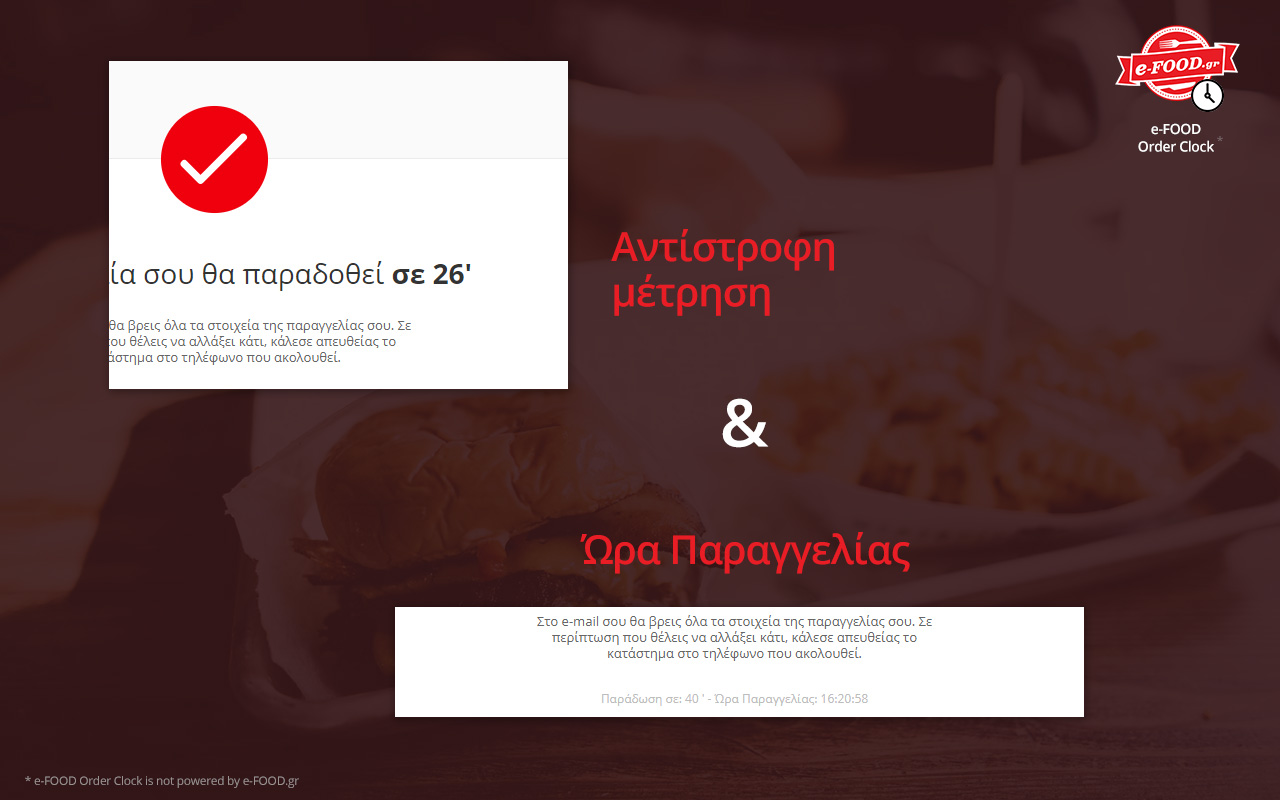 e-FOOD.gr
e-FOOD
Order Clock *
ία σου θα παραδοθεί σε 26'
θα βρεις όλα τα στοιχεία της παραγγελίας σου. Σε
ου θέλεις να αλλάξει κάτι, κάλεσε απευθείας το
άστημα στο τηλέφωνο που ακολουθεί.
Αντίστροφη
μέτρηση
&
Ώρα Παραγγελίας
Στο e-mail σου θα βρεις όλα τα στοιχεία της παραγγελίας σου. Σε
περίπτωση που θέλεις να αλλάξει κάτι, κάλεσε απευθείας το
κατάστημα στο τηλέφωνο που ακολουθεί.
Παράδωση σε: 40 ' - Ώρα Παραγγελίας: 16:20:58
* e-FOOD Order Clock is not powered by e-FOOD.gr